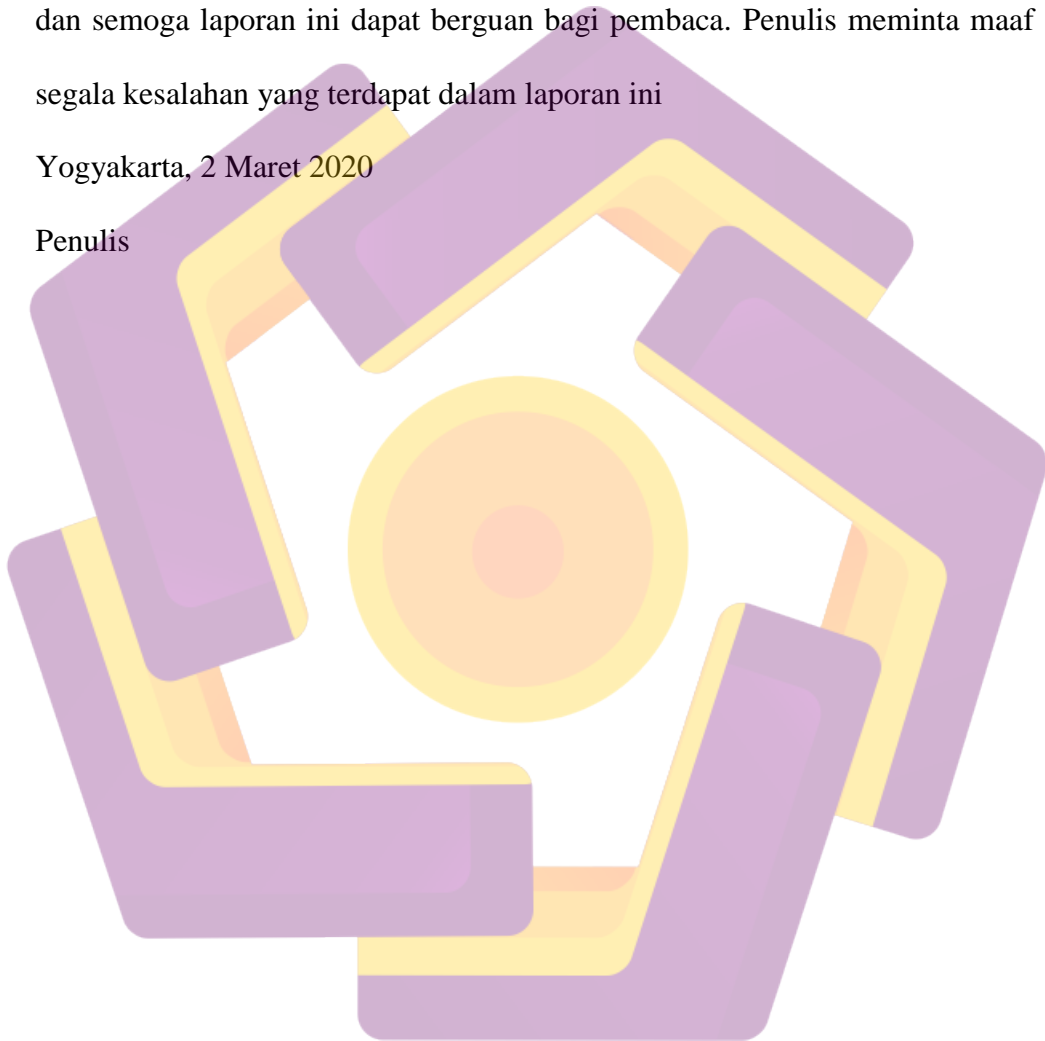 dan semoga laporan ini dapat berguan bagi pembaca. Penulis meminta maaf
segala kesalahan yang terdapat dalam laporan ini
Yogyakarta, 2 Maret 2020
Penulis